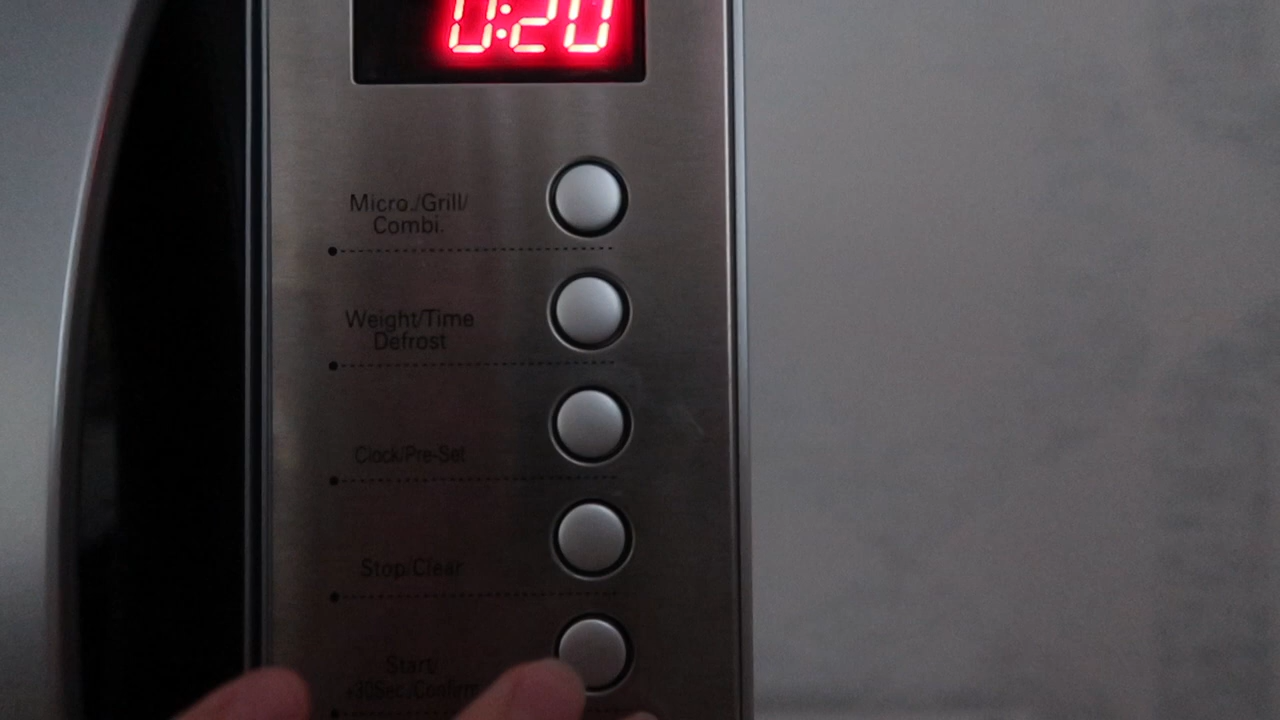 0:20
Micro./Grill/
Combi.
Weight/Time
Defrost
Clock/Pre-Set
Stop/Clear
Start/
+30Sec./Confirm